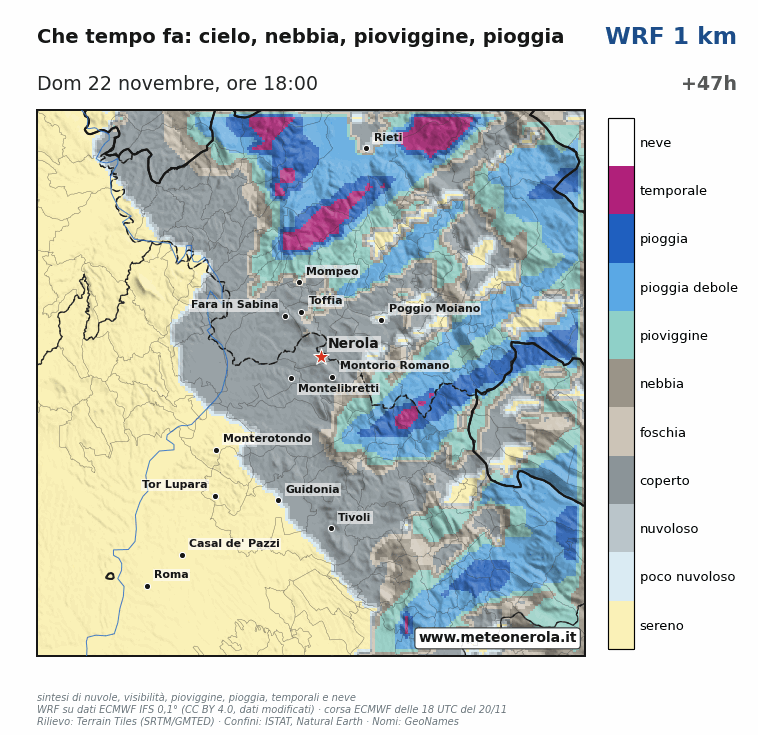 Che tempo fa: cielo, nebbia, pioviggine, pioggia
WRF 1 km
Dom 22 novembre, ore 18:00
+47h
Rieti
Mompeo
Fara in Sabina
Toffia
Poggio Moiano
Nerola
Montorio Romano
Montelibretti
Monterotondo
Tor Lupara
Guidonia
Tivoli
Casal de' Pazzi
Roma
www.meteonerola.it
neve
temporale
pioggia
pioggia debole
pioviggine
nebbia
foschia
coperto
nuvoloso
poco nuvoloso
sereno
sintesi di nuvole, visibilità, pioviggine, pioggia, temporali e neve
WRF su dati ECMWF IFS 0,1° (CC BY 4.0, dati modificati) · corsa ECMWF delle 18 UTC del 20/11
Rilievo: Terrain Tiles (SRTM/GMTED) · Confini: ISTAT, Natural Earth · Nomi: GeoNames